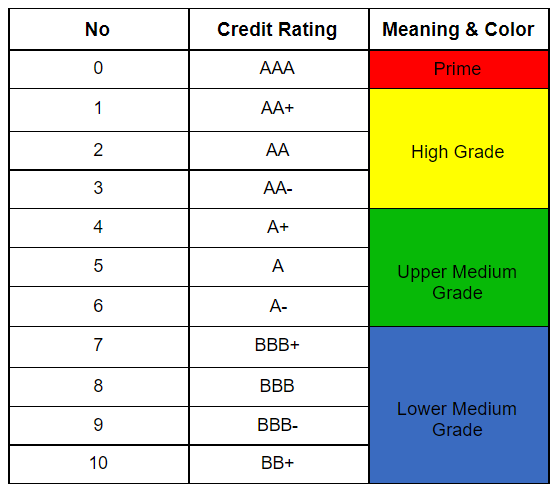 No Credit Rating Meaning & Color
0 AAA Prime
1 AA+
2 AA High Grade
3 AA-
4 A+
5 A Upper Medium
Grade
6 A-
7 BBB+
8 BBB Lower Medium
Grade
9 BBB-
10 BB+